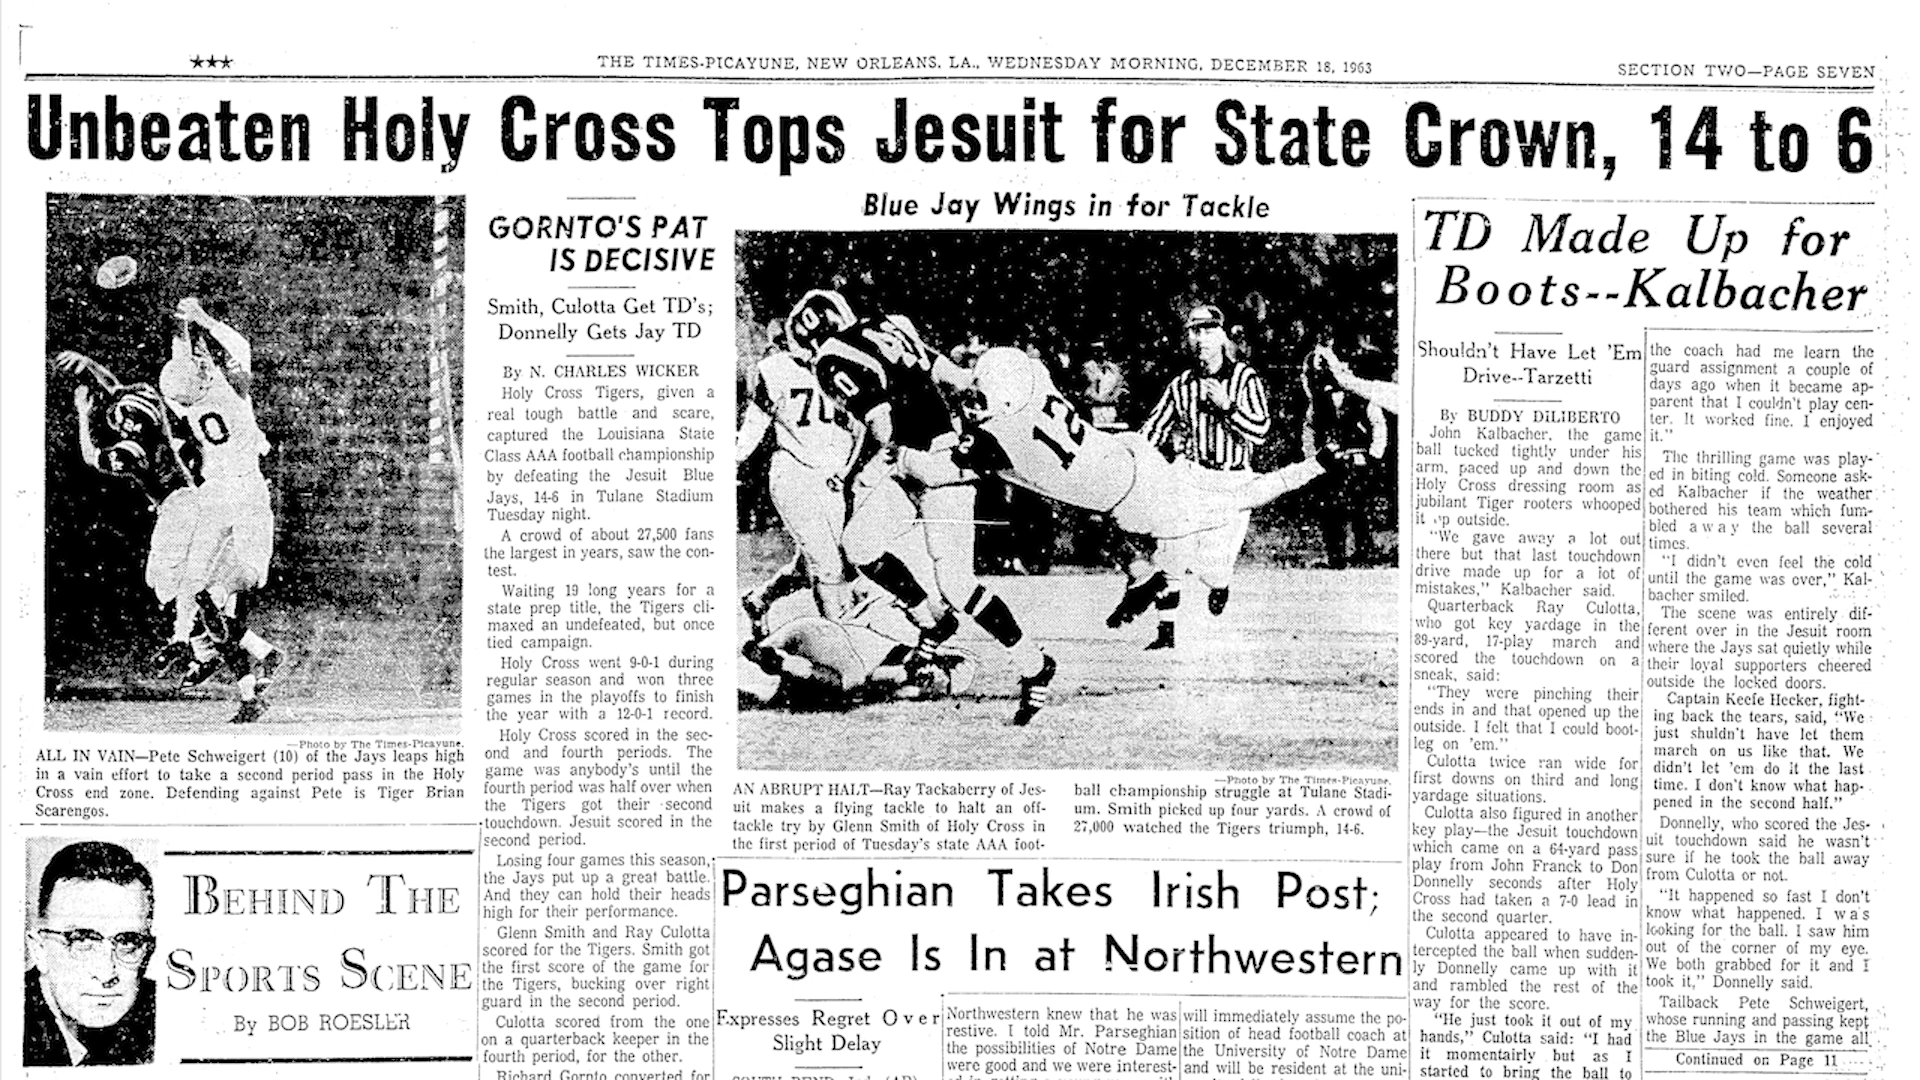 ★★★
THE TIMES-PICAYUNE, NEW ORLEANS, LA., WEDNESDAY MORNING, DECEMBER 18, 1963
SECTION TWO—PAGE SEVEN
Unbeaten Holy Cross Tops Jesuit for State Crown, 14 to 6
10
—Photo by The Times-Picayune.
ALL IN VAIN—Pete Schweigert (10) of the Jays leaps high
in a vain effort to take a second period pass in the Holy
Cross end zone. Defending against Pete is Tiger Brian
Scarengos.
BEHIND THE
SPORTS SCENE
By BOB ROESLER
GORNTO'S PAT
IS DECISIVE
Smith, Culotta Get TD's;
Donnelly Gets Jay TD
By N. CHARLES WICKER
Holy Cross Tigers, given a
real tough battle and scare,
captured the Louisiana State
Class AAA football championship
by defeating the Jesuit Blue
Jays, 14-6 in Tulane Stadium
Tuesday night.
A crowd of about 27,500 fans
the largest in years, saw the con-
test.
Waiting 19 long years for a
state prep title, the Tigers cli-
maxed an undefeated, but once
tied campaign.
Holy Cross went 9-0-1 during
regular season and won three
games in the playoffs to finish
the year with a 12-0-1 record.
Holy Cross scored in the sec-
ond and fourth periods. The
game was anybody's until the
fourth period was half over when
the Tigers got their second
touchdown. Jesuit scored in the
second period.
Losing four games this season,
the Jays put up a great battle.
And they can hold their heads
high for their performance.
Glenn Smith and Ray Culotta
scored for the Tigers. Smith got
the first score of the game for
the Tigers, bucking over right
guard in the second period.
Culotta scored from the one
on a quarterback keeper in the
fourth period, for the other.
Richard Gornto converted for
Blue Jay Wings in for Tackle
12
—Photo by The Times-Picayune.
AN ABRUPT HALT—Ray Tackaberry of Jes-
uit makes a flying tackle to halt an off-
tackle try by Glenn Smith of Holy Cross in
the first period of Tuesday's state AAA foot-
ball championship struggle at Tulane Stadi-
um. Smith picked up four yards. A crowd of
27,000 watched the Tigers triumph, 14-6.
Parseghian Takes Irish Post;
Agase Is In at Northwestern
Expresses Regret Over
Slight Delay
SOUTH BEND, Ind. (AP)
Northwestern knew that he was
restive. I told Mr. Parseghian
the possibilities of Notre Dame
were good and we were interest-
will immediately assume the po-
sition of head football coach at
the University of Notre Dame
and will be resident at the uni-
TD Made Up for
Boots--Kalbacher
Shouldn't Have Let 'Em
Drive--Tarzetti
By BUDDY DILIBERTO
John Kalbacher, the game
ball tucked tightly under his
arm, paced up and down the
Holy Cross dressing room as
jubilant Tiger rooters whooped
it up outside.
"We gave away a lot out
there but that last touchdown
drive made up for a lot of
mistakes," Kalbacher said.
Quarterback Ray Culotta,
who got key yardage in the
89-yard, 17-play march and
scored the touchdown on a
sneak, said:
"They were pinching their
ends in and that opened up the
outside. I felt that I could boot-
leg on 'em."
Culotta twice ran wide for
first downs on third and long
yardage situations.
Culotta also figured in another
key play—the Jesuit touchdown
which came on a 64-yard pass
play from John Franck to Don
Donnelly seconds after Holy
Cross had taken a 7-0 lead in
the second quarter.
Culotta appeared to have in-
tercepted the ball when sudden-
ly Donnelly came up with it
and rambled the rest of the
way for the score.
"He just took it out of my
hands," Culotta said: "I had
it momentairly but as I
started to bring the ball to
the coach had me learn the
guard assignment a couple of
days ago when it became ap-
parent that I couldn't play cen-
ter. It worked fine. I enjoyed
it."
The thrilling game was play-
ed in biting cold. Someone ask-
ed Kalbacher if the weather
bothered his team which fum-
bled away the ball several
times.
"I didn't even feel the cold
until the game was over," Kal-
bacher smiled.
The scene was entirely dif-
ferent over in the Jesuit room
where the Jays sat quietly while
their loyal supporters cheered
outside the locked doors.
Captain Keefe Hecker, fight-
ing back the tears, said, "We
just shuldn't have let them
march on us like that. We
didn't let 'em do it the last
time. I don't know what hap-
pened in the second half."
Donnelly, who scored the Jes-
uit touchdown said he wasn't
sure if he took the ball away
from Culotta or not.
"It happened so fast I don't
know what happened. I was
looking for the ball. I saw him
out of the corner of my eye.
We both grabbed for it and I
took it," Donnelly said.
Tailback Pete Schweigert,
whose running and passing kept
the Blue Jays in the game all
Continued on Page 11